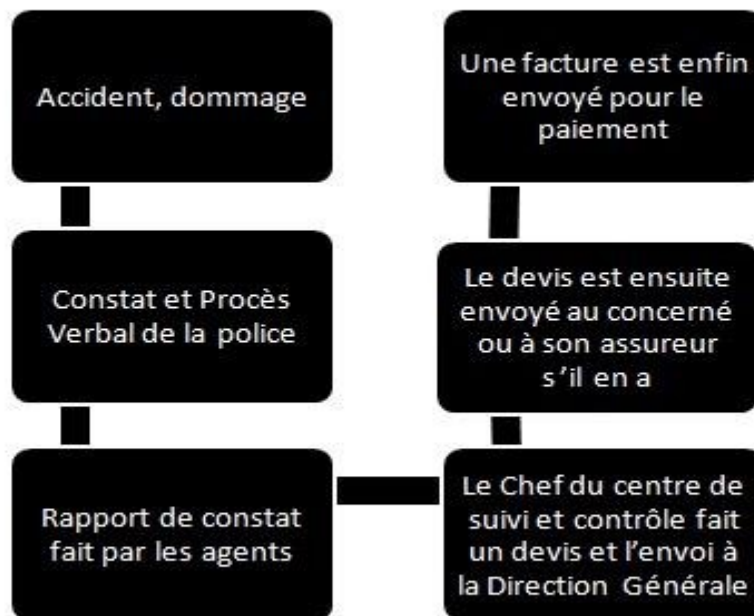 Accident, dommage
Constat et Procès
Verbal de la police
Rapport de constat
fait par les agents
Le Chef du centre de
suivi et contrôle fait
un devis et l'envoi à
la Direction Générale
Le devis est ensuite
envoyé au concerné
ou à son assureur
s'il en a
Une facture est enfin
envoyé pour le
paiement